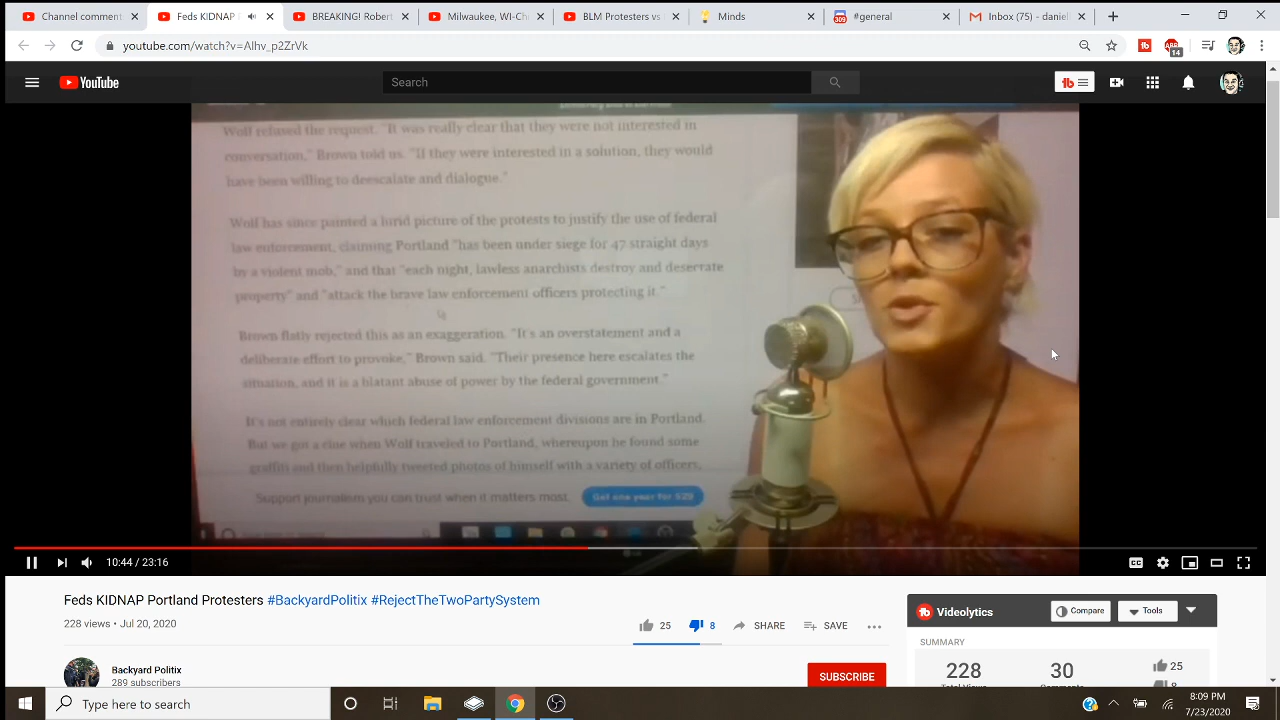 Channel comment
Feds KIDNAP
BREAKING! Robert
Milwaukee, WI-Ch
BLM Protesters vs
Minds
309
#general
Inbox (75) - daniel
youtube.com/watch?v=AIhv_p2ZrVk
14
YouTube
Search
Wolf refused the request. "It was really clear that they were not interested in
conversation," Brown told us. "If they were interested in a solution, they would
have been willing to deescalate and dialogue."
Wolf has since painted a lurid picture of the protests to justify the use of federal
law enforcement, claiming Portland "has been under siege for 47 straight days
by a violent mob," and that "each night, lawless anarchists destroy and desecrate
property" and "attack the brave law enforcement officers protecting it."
Brown flatly rejected this as an exaggeration. "It's an overstatement and a
deliberate effort to provoke," Brown said. "Their presence here escalates the
situation, and it is a blatant abuse of power by the federal government."
It's not entirely clear which federal law enforcement divisions are in Portland.
But we got a clue when Wolf traveled to Portland, whereupon he found some
graffiti and then helpfully tweeted photos of himself with a variety of officers,
Support journalism you can trust when it matters most.
Get one year for $29
10:44 / 23:16
CC
Feds KIDNAP Portland Protesters #BackyardPolitix #RejectTheTwoPartySystem
228 views • Jul 20, 2020
25
8
SHARE
SAVE
Backyard Politix
289 subscribers
SUBSCRIBE
Videolytics
Compare
Tools
SUMMARY
228
30
25
Type here to search
8:09 PM
7/23/2020